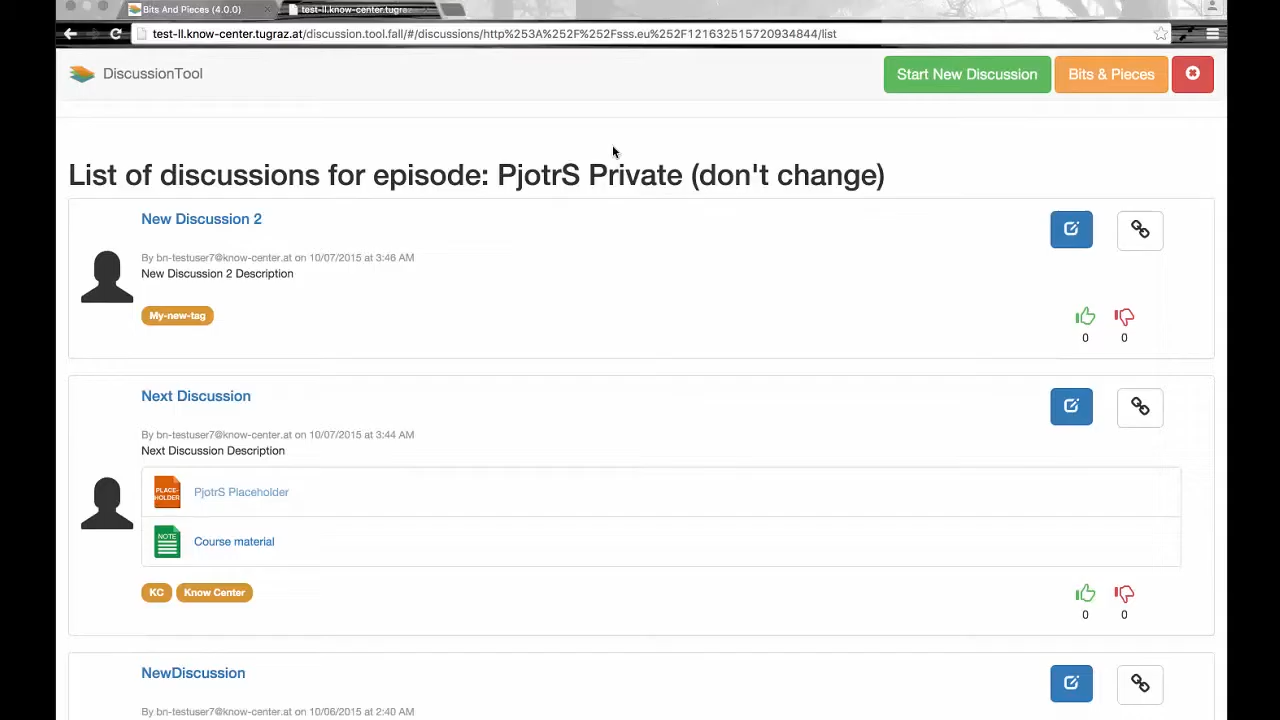 Bits And Pieces (4.0.0)
test-ll.know-center.tugraz.
test-ll.know-center.tugraz.at/discussion.tool.fall/#/discussions/http%253A%252F%252Fsss.eu%252F121632515720934844/list
DiscussionTool
Start New Discussion
Bits & Pieces
List of discussions for episode: PjotrS Private (don't change)
New Discussion 2
By bn-testuser7@know-center.at on 10/07/2015 at 3:46 AM
New Discussion 2 Description
My-new-tag
0 0
Next Discussion
By bn-testuser7@know-center.at on 10/07/2015 at 3:44 AM
Next Discussion Description
PLACE-
HOLDER
PjotrS Placeholder
NOTE
Course material
KC Know Center
0 0
NewDiscussion
By bn-testuser7@know-center.at on 10/06/2015 at 2:40 AM